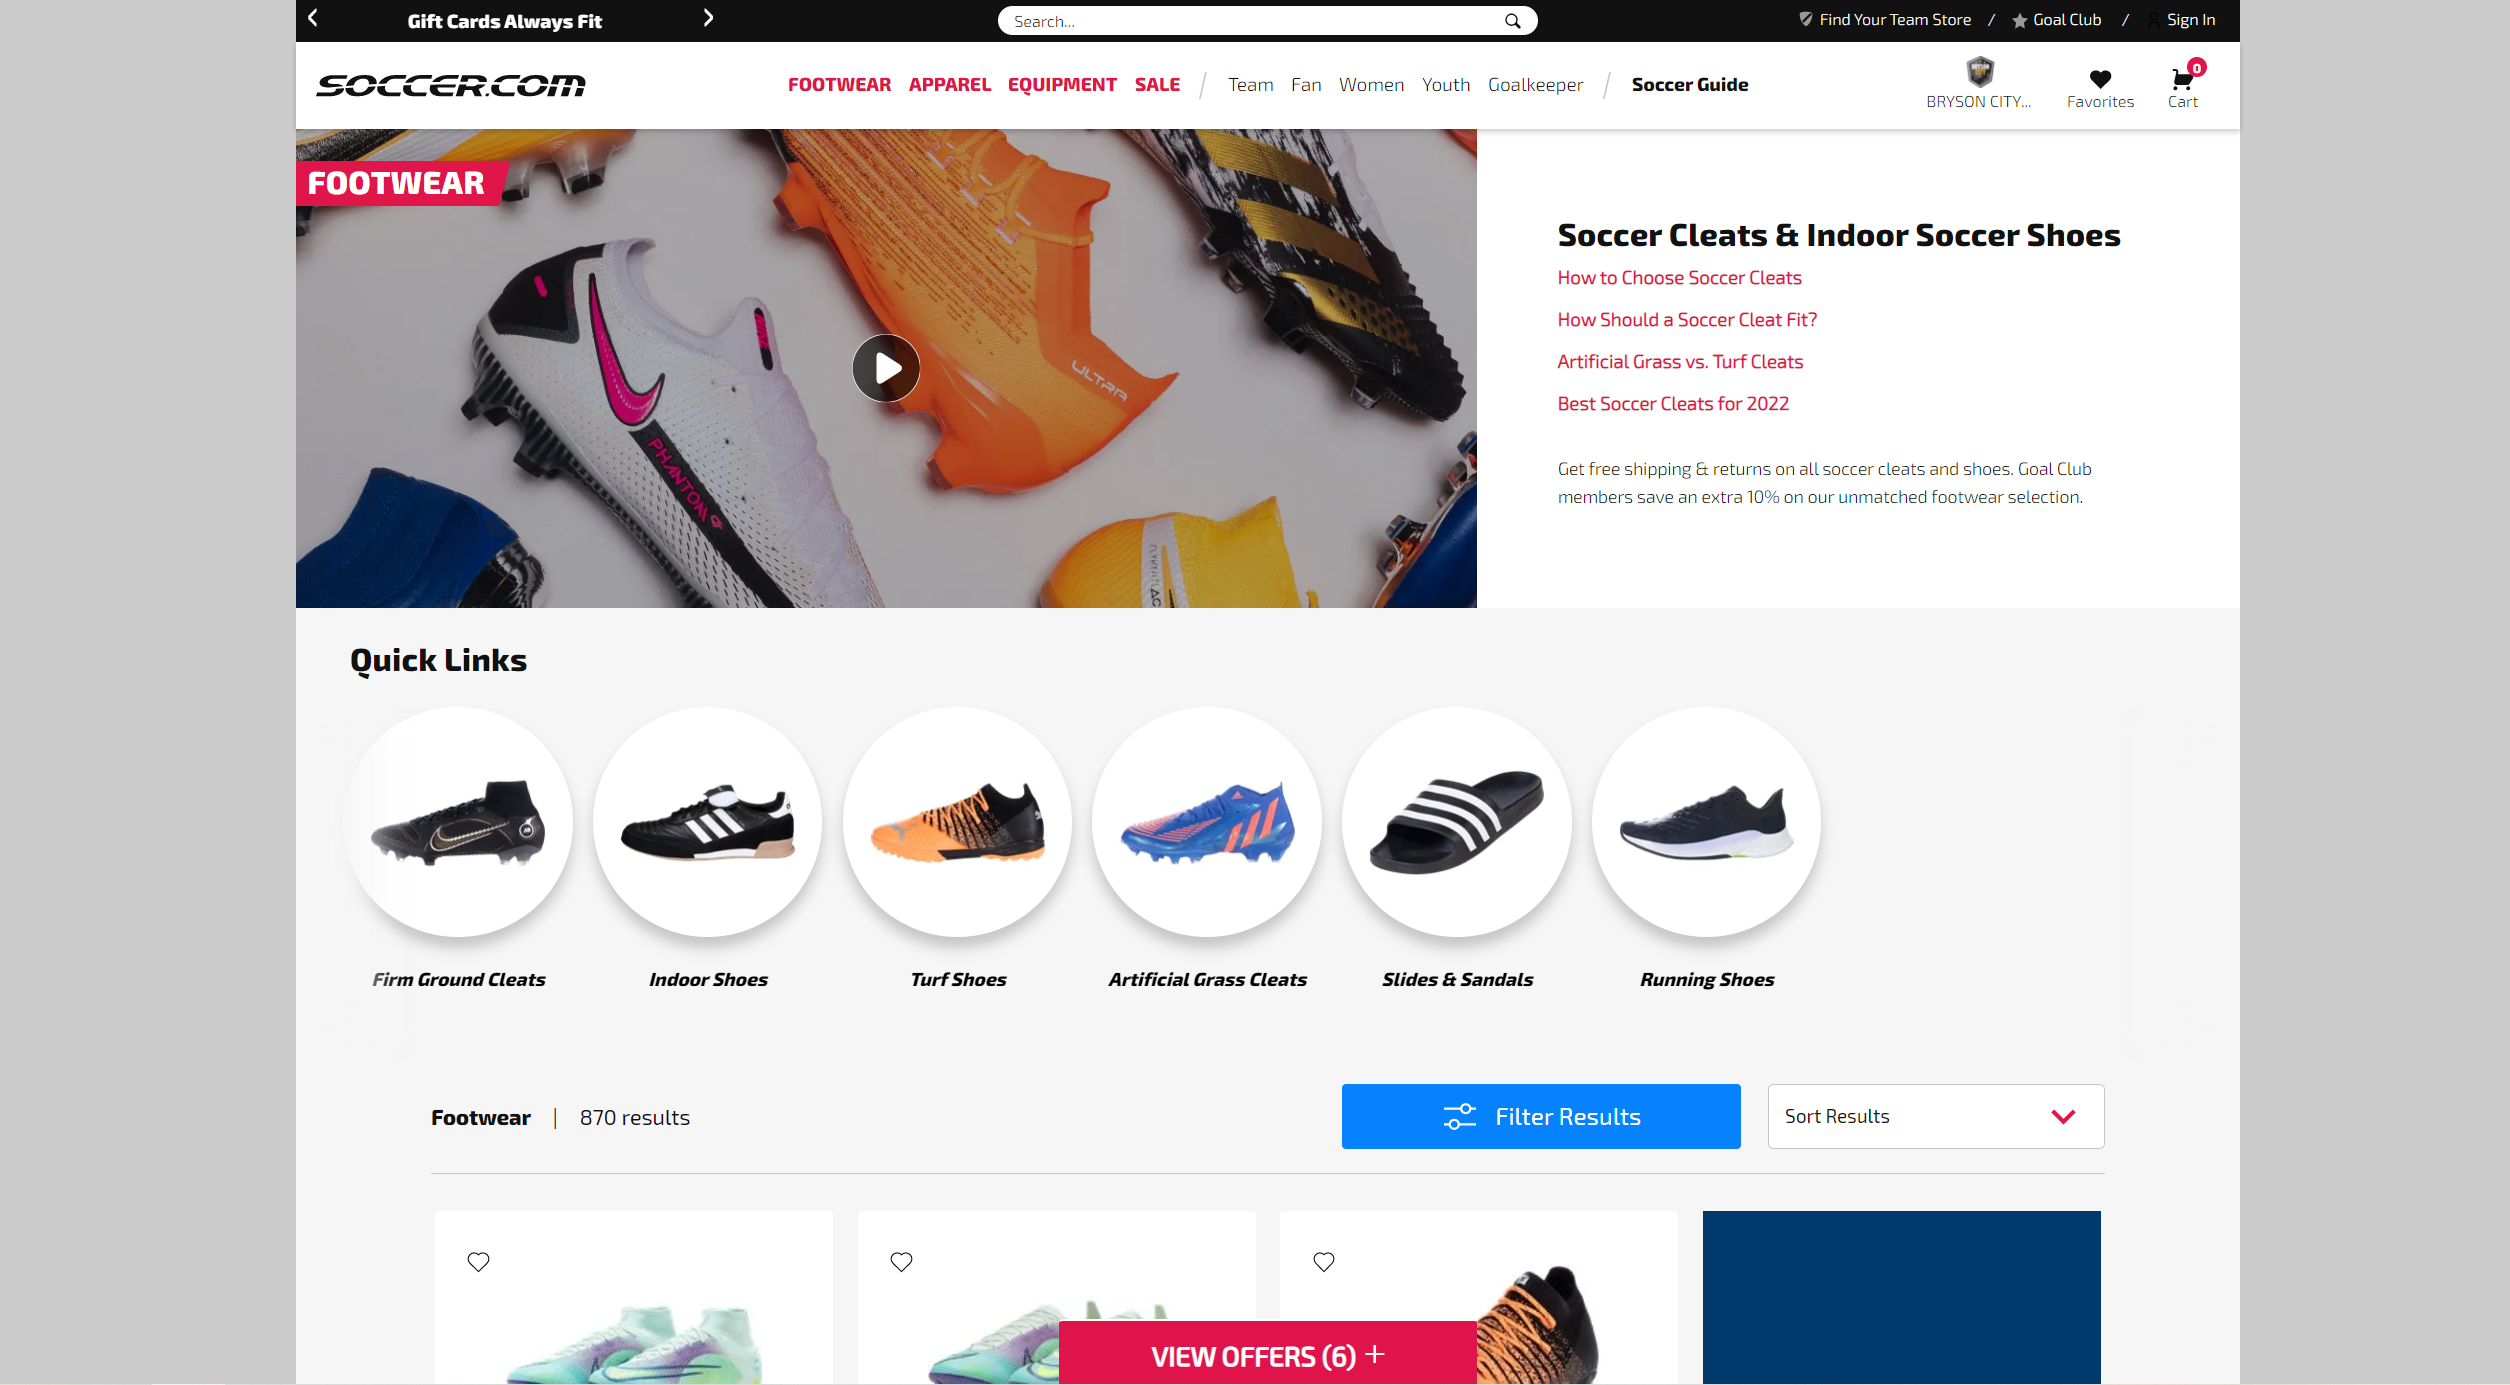 Gift Cards Always Fit
Search...
Find Your Team Store / Goal Club / Sign In
SOCCER.COM
FOOTWEAR APPAREL EQUIPMENT SALE / Team Fan Women Youth Goalkeeper / Soccer Guide
BRYSON CITY...
Favorites
0
Cart
FOOTWEAR
ULTRA
PHANTOM
Soccer Cleats & Indoor Soccer Shoes
How to Choose Soccer Cleats
How Should a Soccer Cleat Fit?
Artificial Grass vs. Turf Cleats
Best Soccer Cleats for 2022
Get free shipping & returns on all soccer cleats and shoes. Goal Club
members save an extra 10% on our unmatched footwear selection.
Quick Links
Firm Ground Cleats
Indoor Shoes
Turf Shoes
Artificial Grass Cleats
Slides & Sandals
Running Shoes
Footwear | 870 results
Filter Results
Sort Results
VIEW OFFERS (6) +